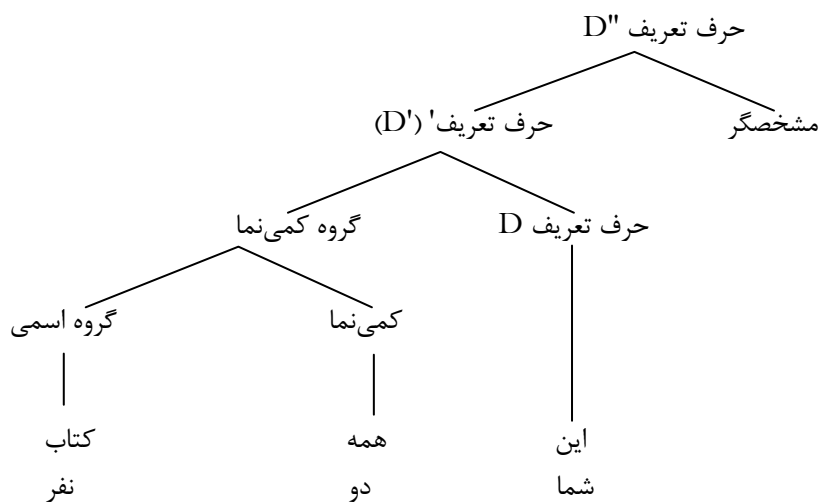 حرف تعریف D"
مشخصگر حرف تعریف' (D')
حرف تعریف D گروه کمی‌نما
کمی‌نما گروه اسمی
این همه کتاب
شما دو نفر